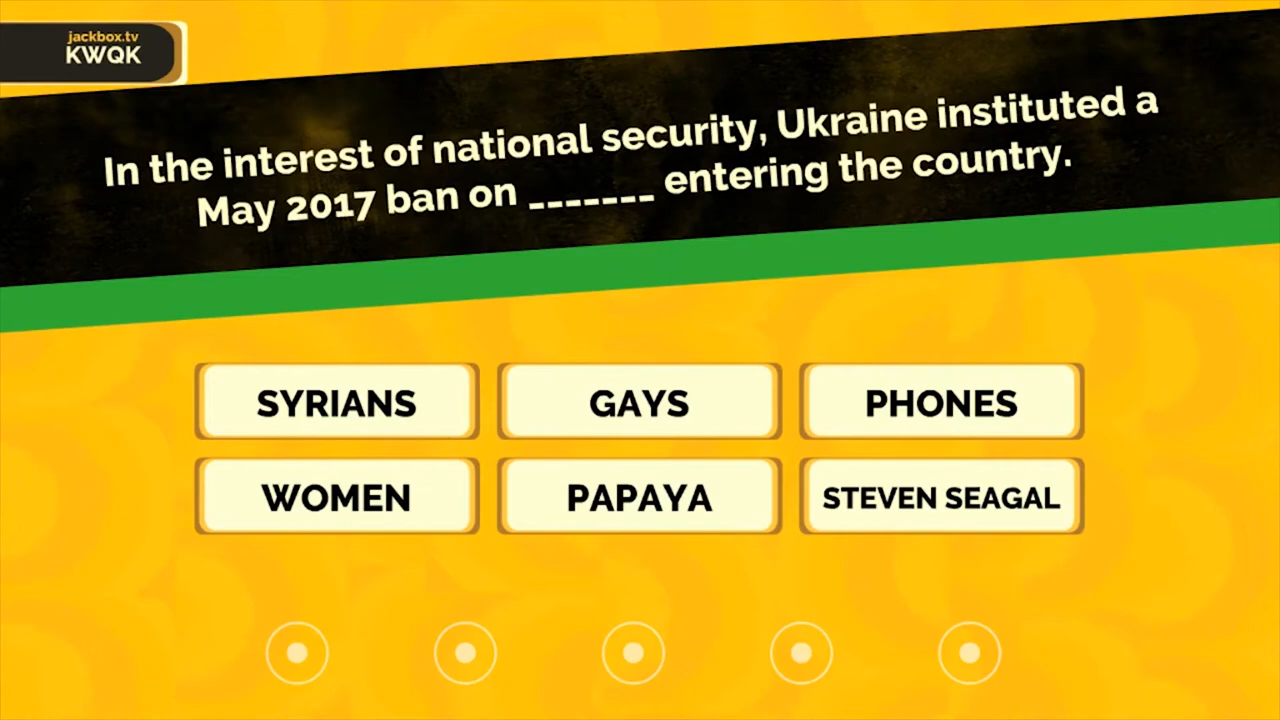 jackbox.tv
KWQK
In the interest of national security, Ukraine instituted a
May 2017 ban on _______ entering the country.
SYRIANS
GAYS
PHONES
WOMEN
PAPAYA
STEVEN SEAGAL